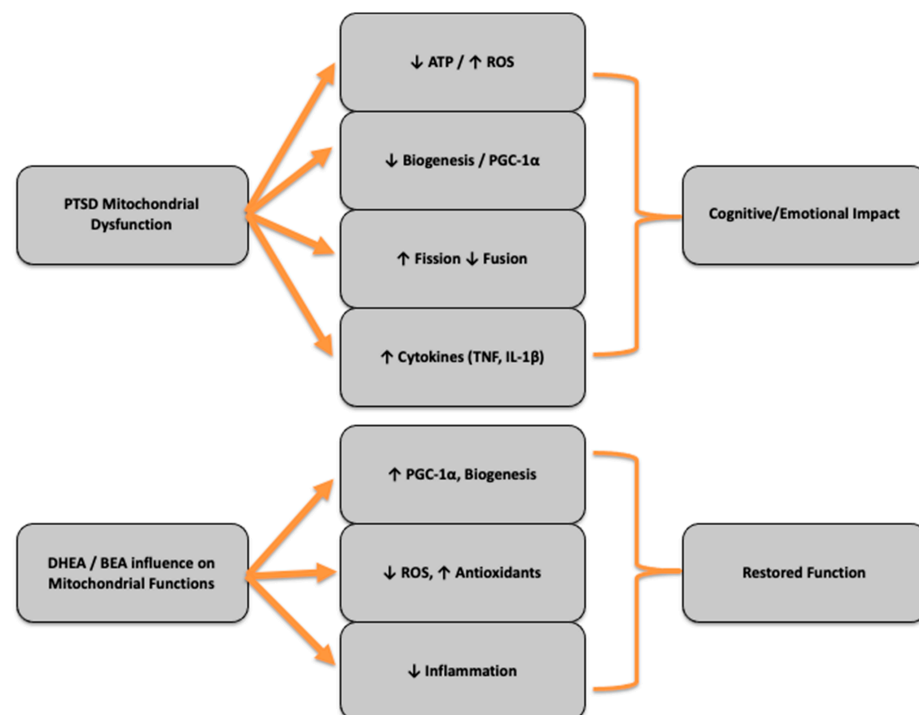 PTSD Mitochondrial
Dysfunction
↓ ATP / ↑ ROS
↓ Biogenesis / PGC-1α
↑ Fission ↓ Fusion
↑ Cytokines (TNF, IL-1β)
Cognitive/Emotional Impact
DHEA / BEA influence on
Mitochondrial Functions
↑ PGC-1α, Biogenesis
↓ ROS, ↑ Antioxidants
↓ Inflammation
Restored Function